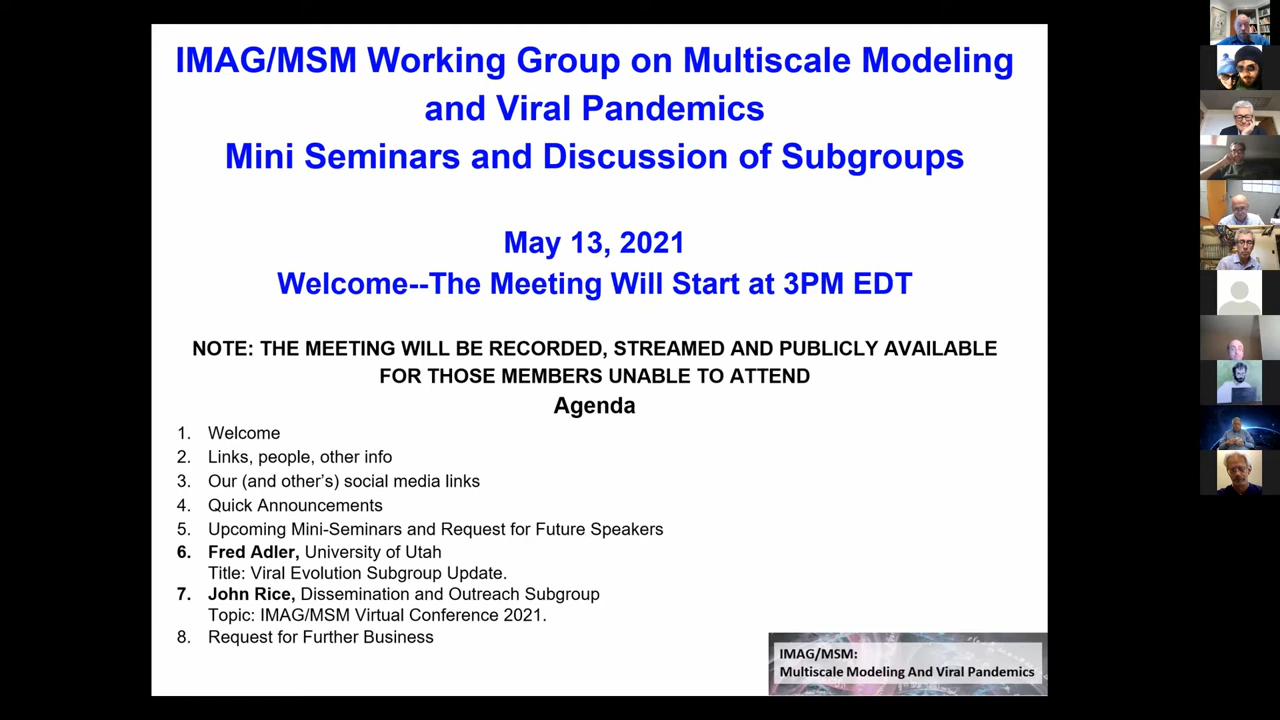 IMAG/MSM Working Group on Multiscale Modeling
and Viral Pandemics
Mini Seminars and Discussion of Subgroups
May 13, 2021
Welcome--The Meeting Will Start at 3PM EDT
NOTE: THE MEETING WILL BE RECORDED, STREAMED AND PUBLICLY AVAILABLE
FOR THOSE MEMBERS UNABLE TO ATTEND
Agenda
1. Welcome
2. Links, people, other info
3. Our (and other's) social media links
4. Quick Announcements
5. Upcoming Mini-Seminars and Request for Future Speakers
6. Fred Adler, University of Utah
Title: Viral Evolution Subgroup Update.
7. John Rice, Dissemination and Outreach Subgroup
Topic: IMAG/MSM Virtual Conference 2021.
8. Request for Further Business
IMAG/MSM:
Multiscale Modeling And Viral Pandemics